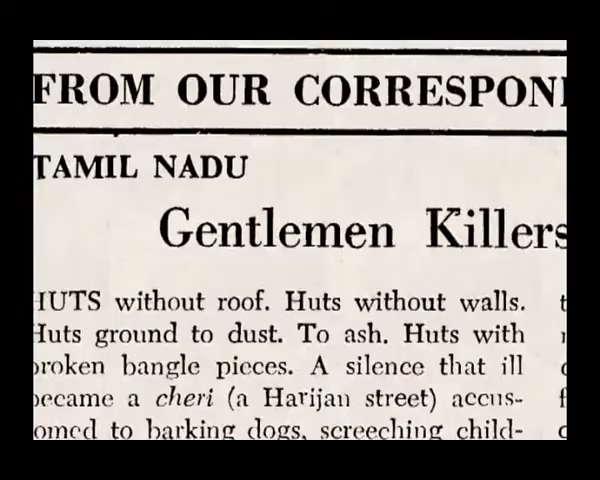 FROM OUR CORRESPON
TAMIL NADU
Gentlemen Killers
HUTS without roof. Huts without walls.
Huts ground to dust. To ash. Huts with
broken bangle pieces. A silence that ill
became a cheri (a Harijan street) accus-
omed to barking dogs, screeching child-